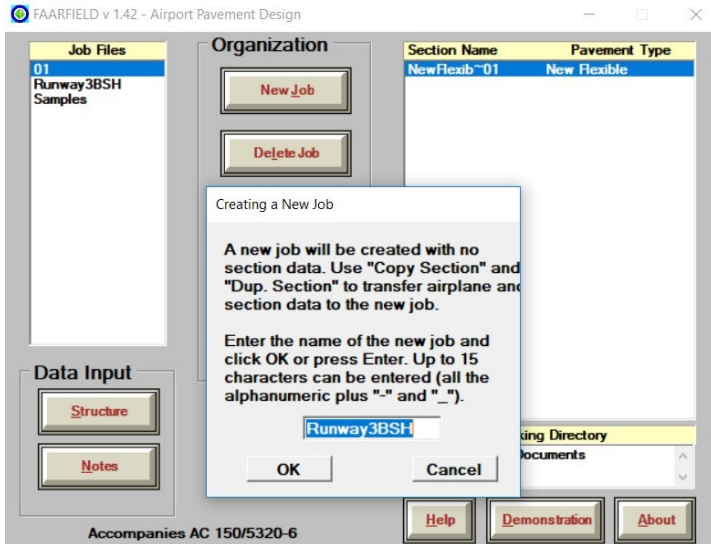 FAARFIELD v 1.42 - Airport Pavement Design
Job Files
01
Runway3BSH
Samples
Organization
New Job
Delete Job
Section Name Pavement Type
NewFlexib~01 New Flexible
Creating a New Job
A new job will be created with no
section data. Use "Copy Section" and
"Dup. Section" to transfer airplane and
section data to the new job.
Enter the name of the new job and
click OK or press Enter. Up to 15
characters can be entered (all the
alphanumeric plus "-" and "_").
Runway3BSH
OK Cancel
Data Input
Structure
Notes
king Directory
Documents
Help Demonstration About
Accompanies AC 150/5320-6